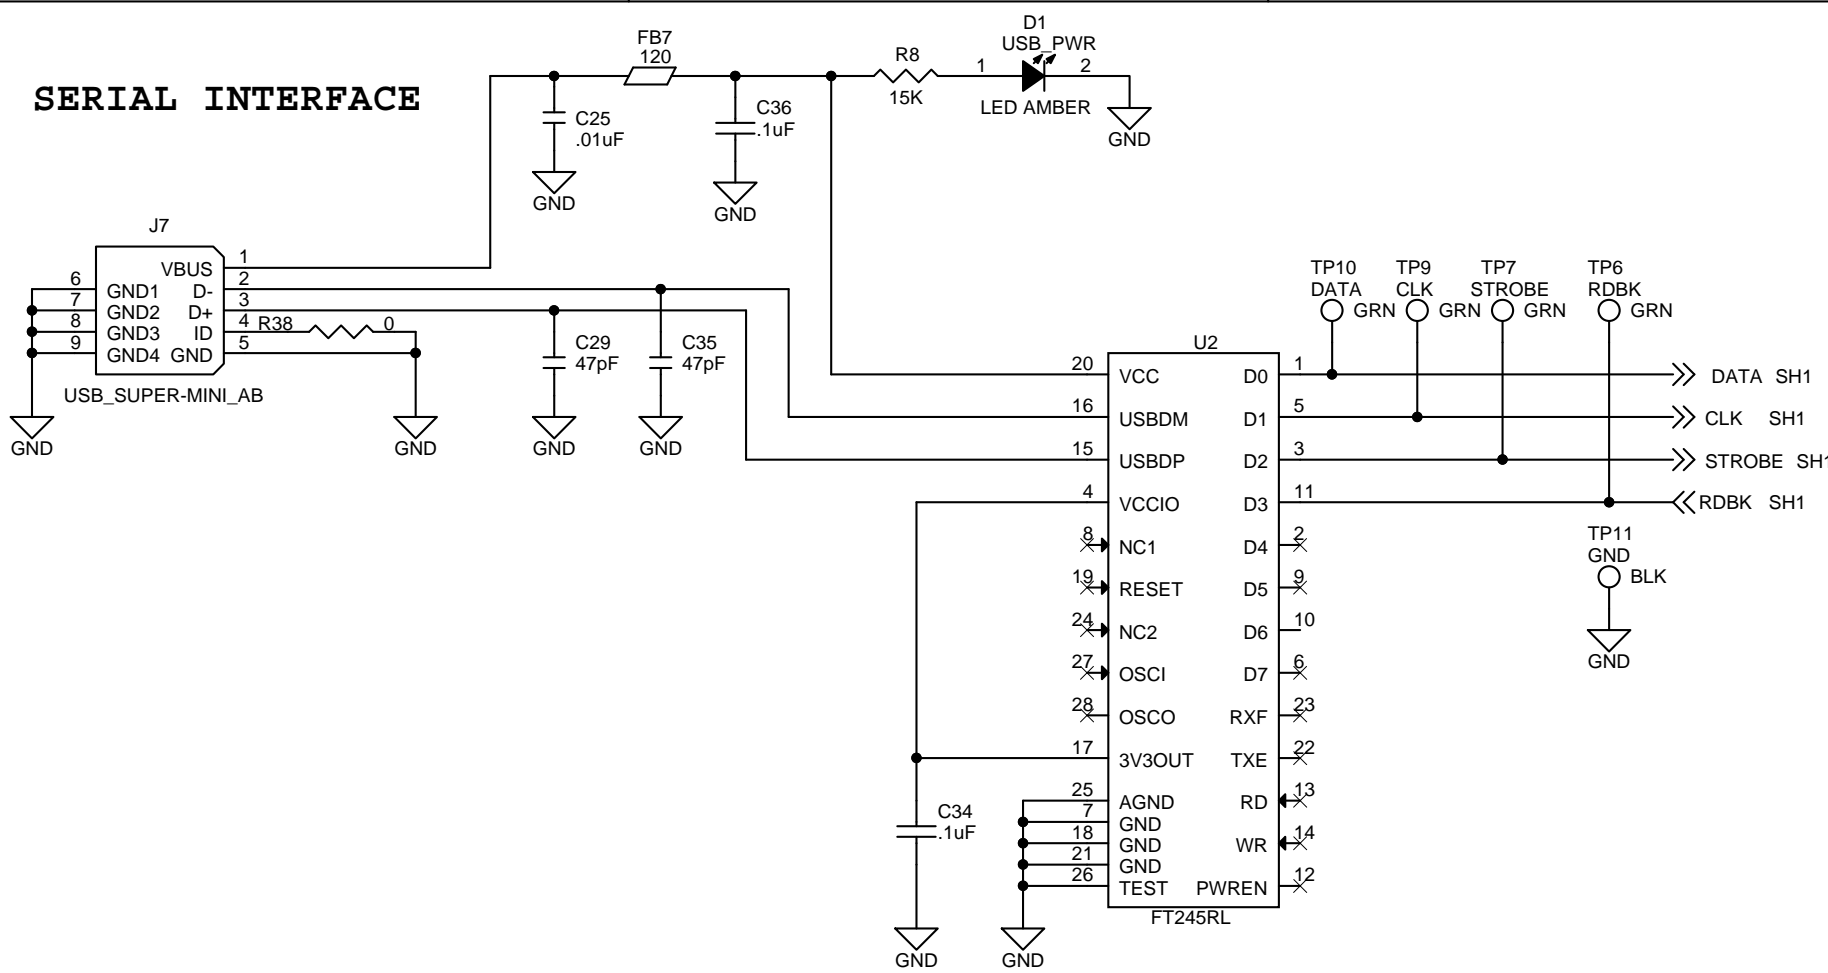 D1
FB7
USB_PWR
120
R8
1
2
SERIAL INTERFACE
15K
LED AMBER
C36
.1uF
C25
.01uF
GND
GND
GND
J7
VBUS 1
6 GND1 D- 2
7 GND2 D+ 3
8 GND3 ID 4 R38 0
9 GND4 GND 5
USB_SUPER-MINI_AB
GND
GND
C29
47pF
C35
47pF
GND
GND
TP10
DATA
GRN
TP9
CLK
GRN
TP7
STROBE
GRN
TP6
RDBK
GRN
U2
20 VCC D0 1 DATA SH1
16 USBDM D1 5 CLK SH1
15 USBDP D2 3 STROBE SH1
4 VCCIO D3 11 RDBK SH1
8 NC1 D4 2
19 RESET D5 9
24 NC2 D6 10
27 OSCI D7 6
28 OSCO RXF 23
17 3V3OUT TXE 22
25 AGND RD 13
7 GND
18 GND WR 14
21 GND
26 TEST PWREN 12
FT245RL
TP11
GND
BLK
GND
C34
.1uF
GND
GND